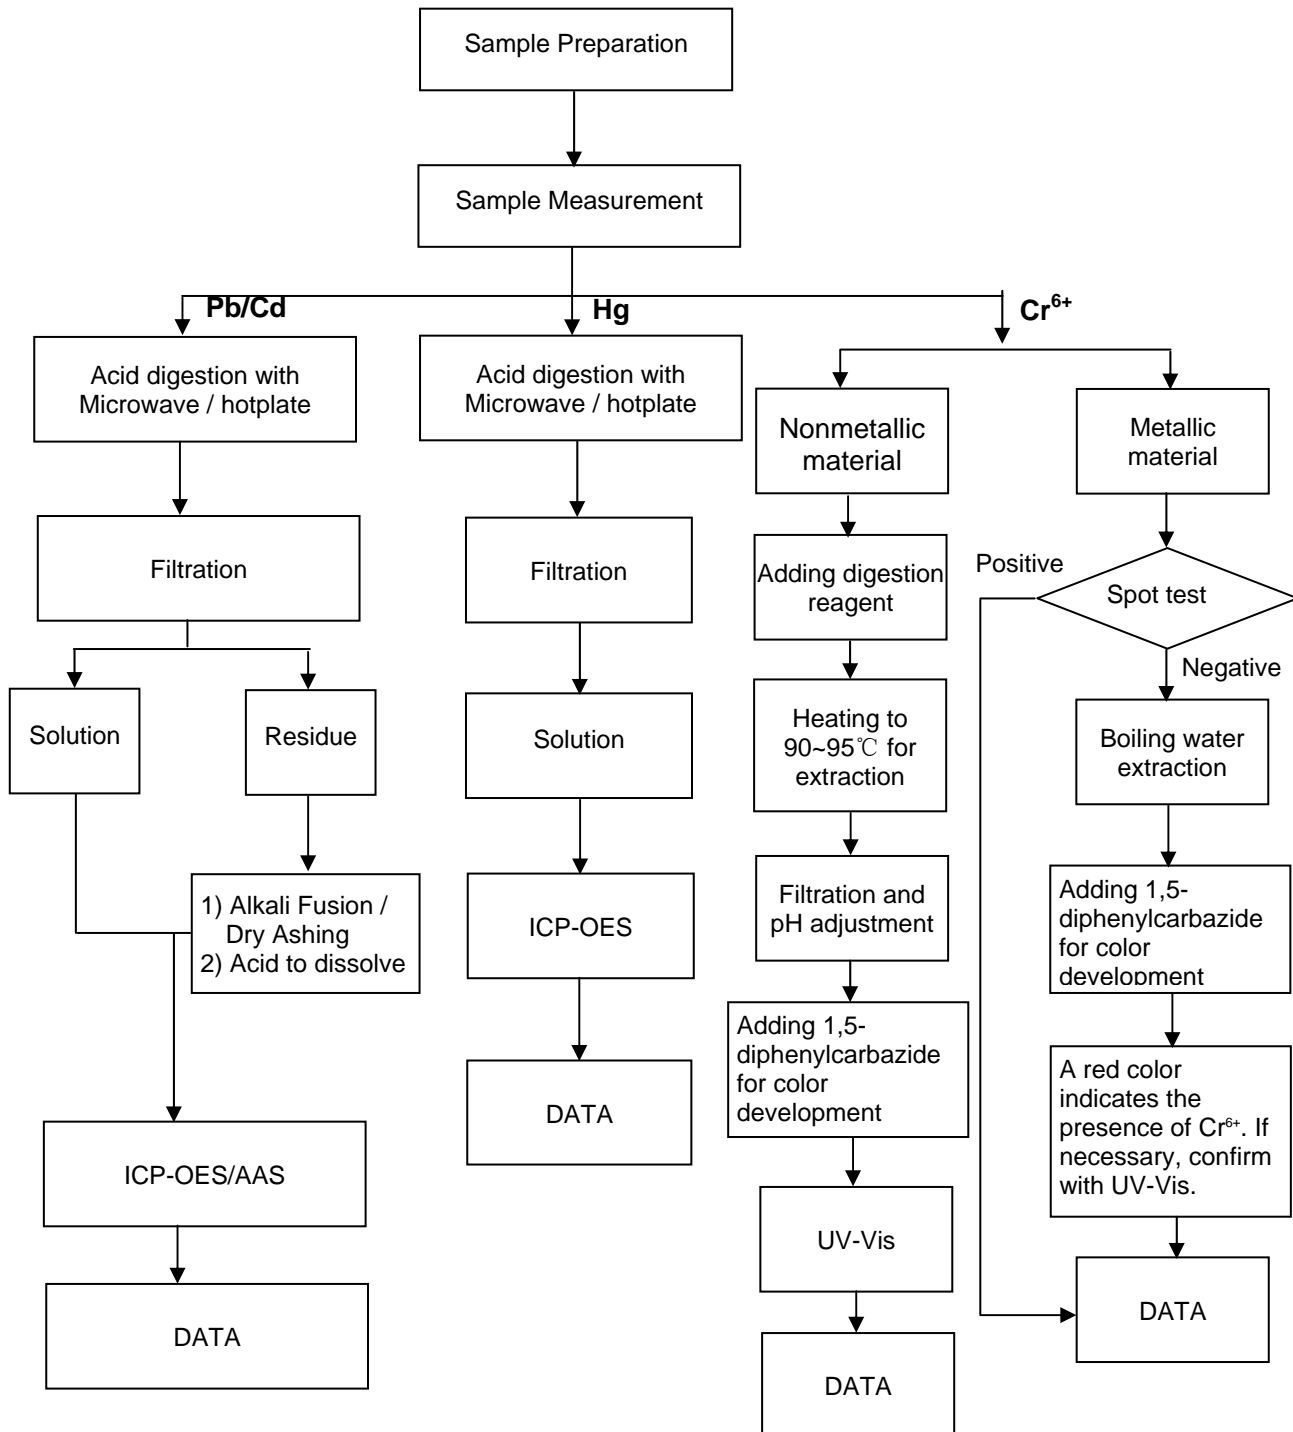 Sample Preparation
Sample Measurement
Pb/Cd
Hg
Cr⁶⁺
Acid digestion with
Microwave / hotplate
Filtration
Solution
Residue
1) Alkali Fusion /
Dry Ashing
2) Acid to dissolve
ICP-OES/AAS
DATA
Acid digestion with
Microwave / hotplate
Filtration
Solution
ICP-OES
DATA
Nonmetallic
material
Adding digestion
reagent
Heating to
90~95℃ for
extraction
Filtration and
pH adjustment
Adding 1,5-
diphenylcarbazide
for color
development
UV-Vis
DATA
Metallic
material
Positive
Spot test
Negative
Boiling water
extraction
Adding 1,5-
diphenylcarbazide
for color
development
A red color
indicates the
presence of Cr⁶⁺. If
necessary, confirm
with UV-Vis.
DATA